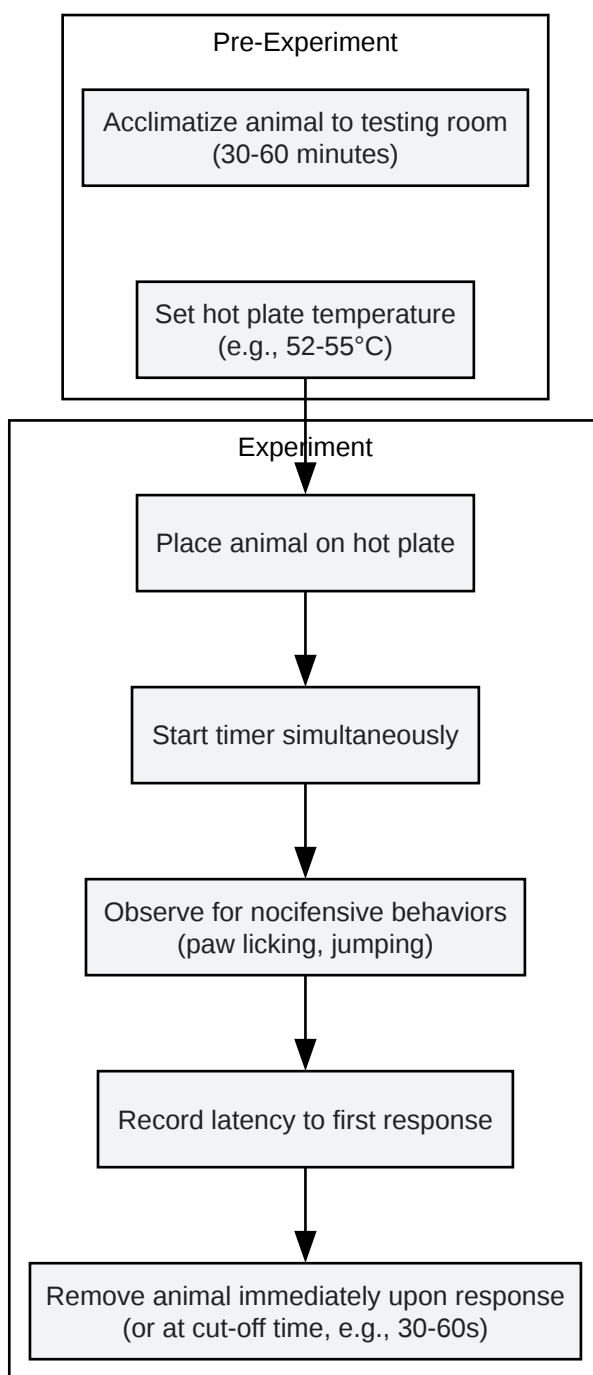 Pre-Experiment
Acclimatize animal to testing room
(30-60 minutes)
Set hot plate temperature
(e.g., 52-55°C)
Experiment
Place animal on hot plate
Start timer simultaneously
Observe for nocifensive behaviors
(paw licking, jumping)
Record latency to first response
Remove animal immediately upon response
(or at cut-off time, e.g., 30-60s)